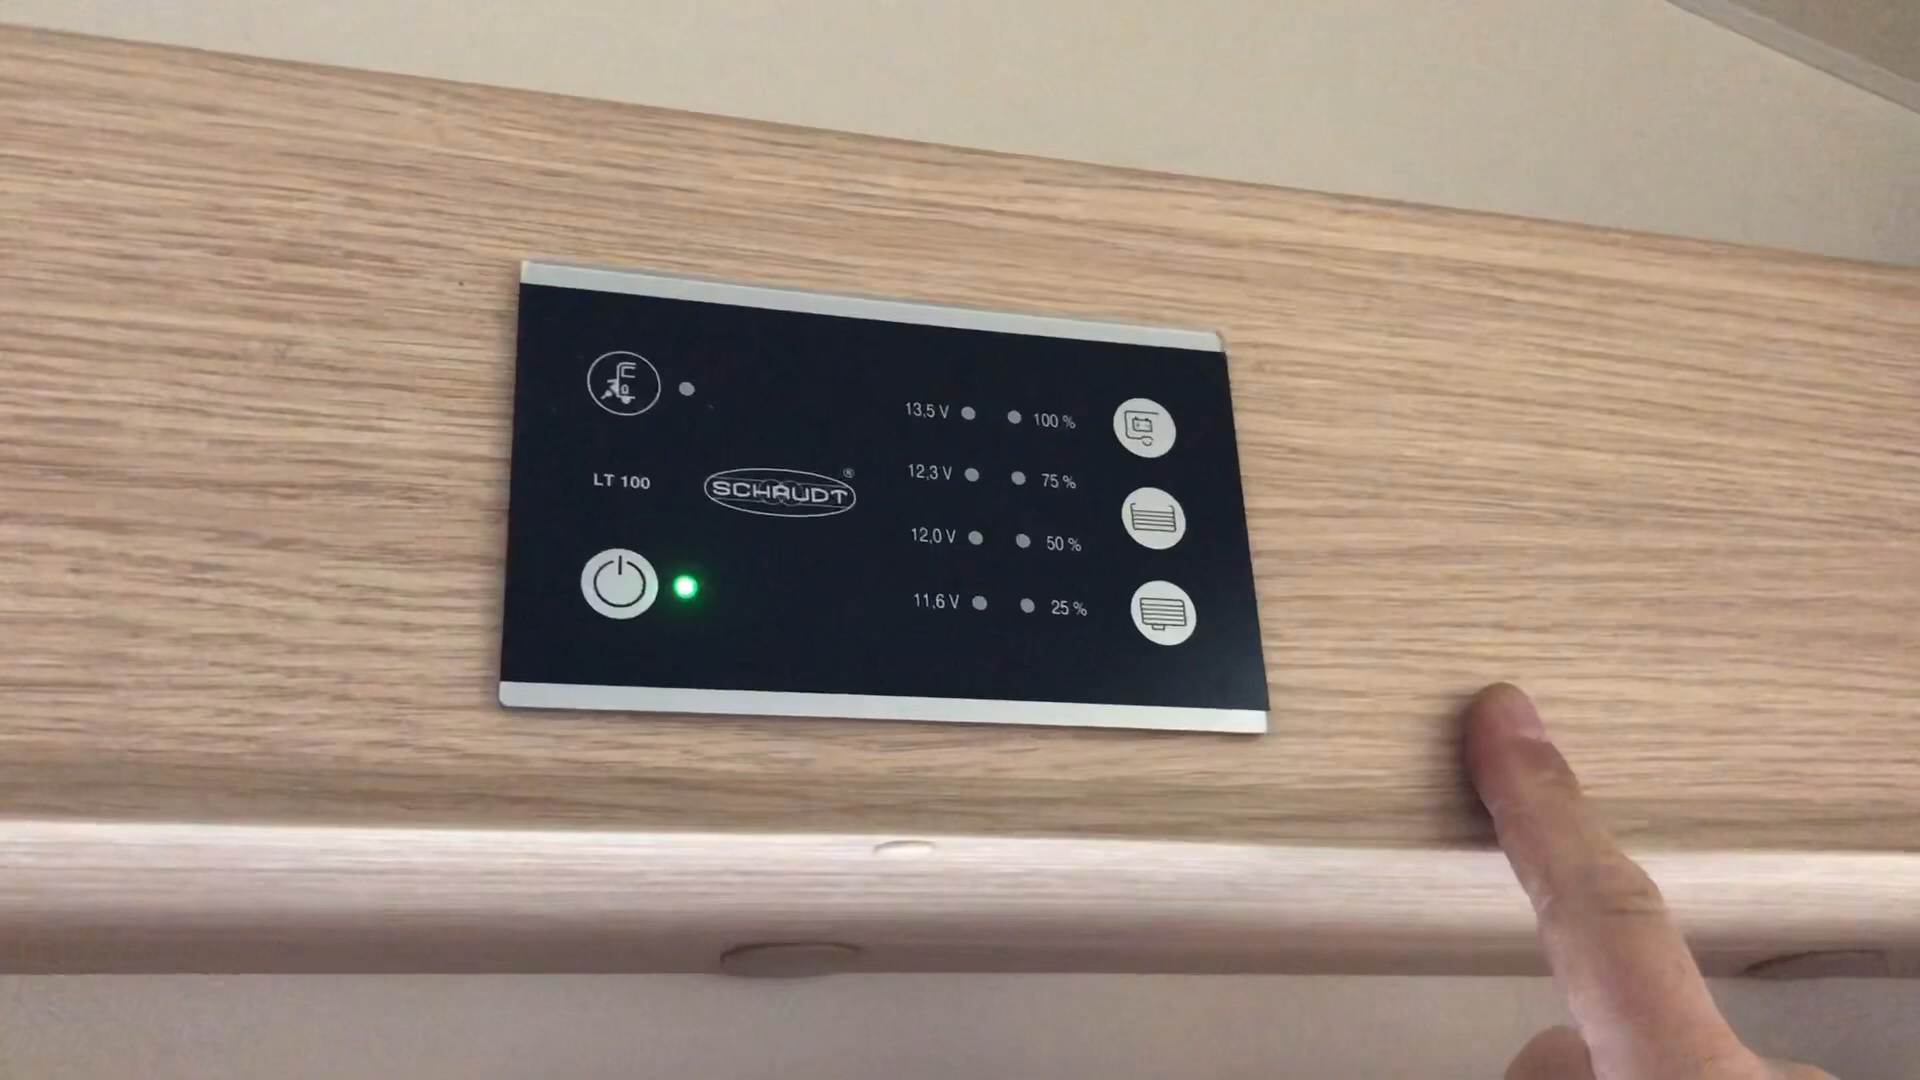 LT 100
SCHAUDT®
13,5 V 100 %
12,3 V 75 %
12,0 V 50 %
11,6 V 25 %